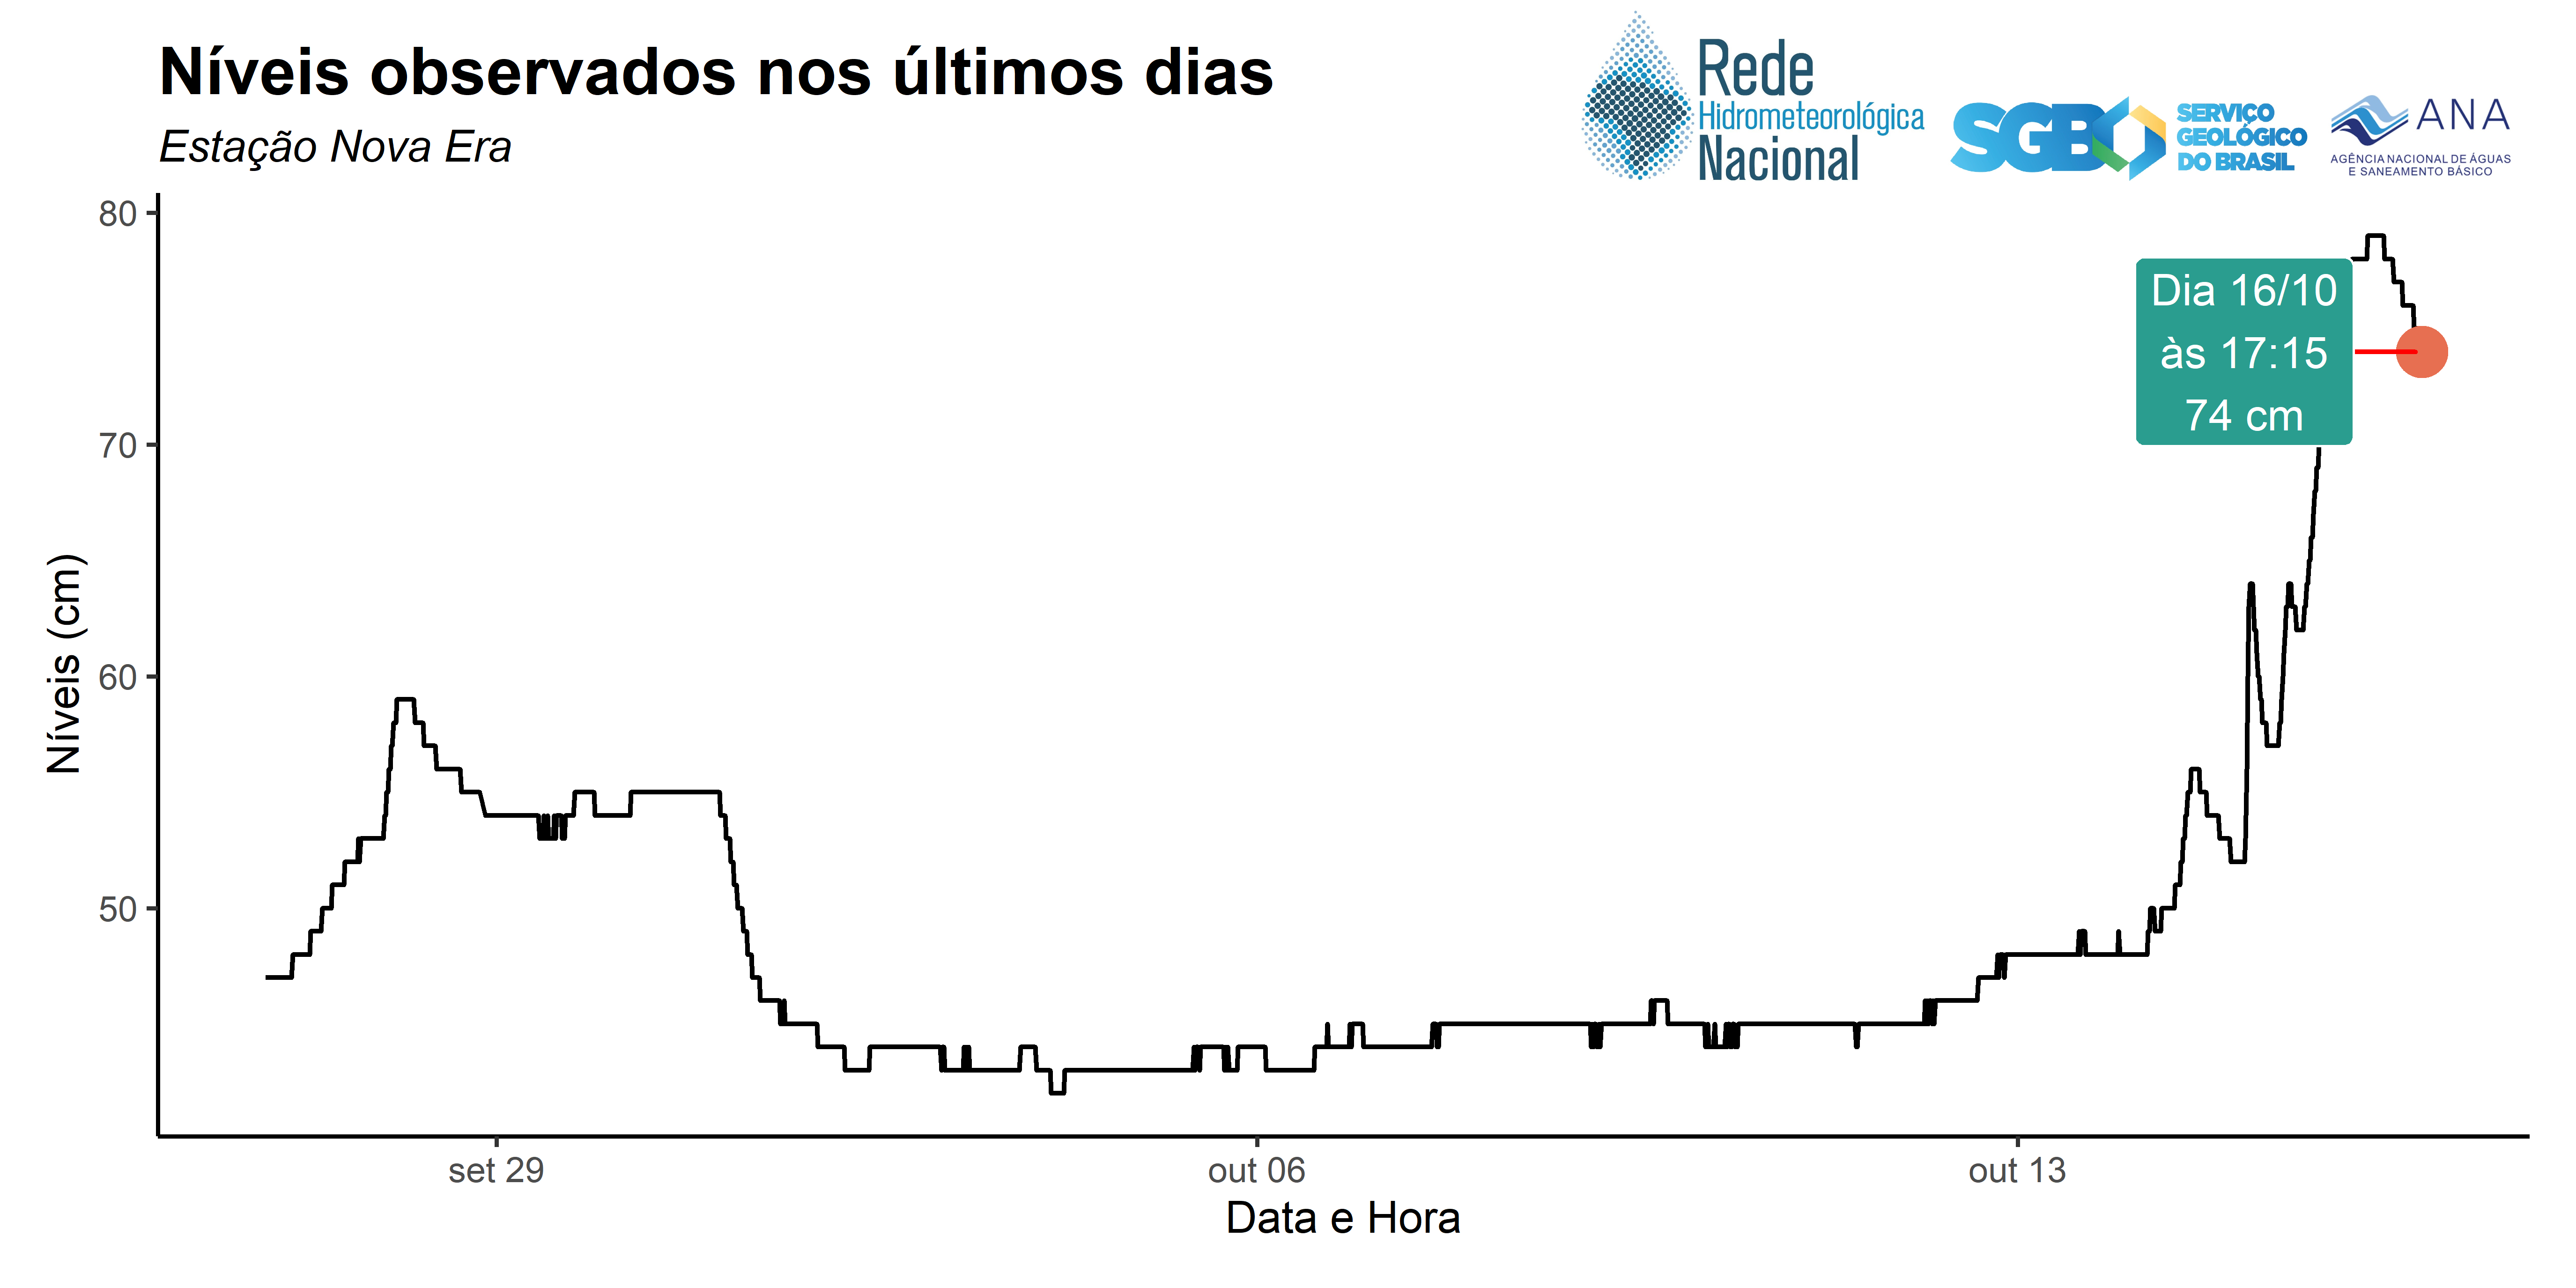 Níveis observados nos últimos dias
Estação Nova Era
Rede
Hidrometeorológica
Nacional
SGB
SERVIÇO
GEOLÓGICO
DO BRASIL
ANA
AGÊNCIA NACIONAL DE ÁGUAS
E SANEAMENTO BÁSICO
80
70
60
50
Níveis (cm)
Dia 16/10
às 17:15
74 cm
set 29
out 06
out 13
Data e Hora